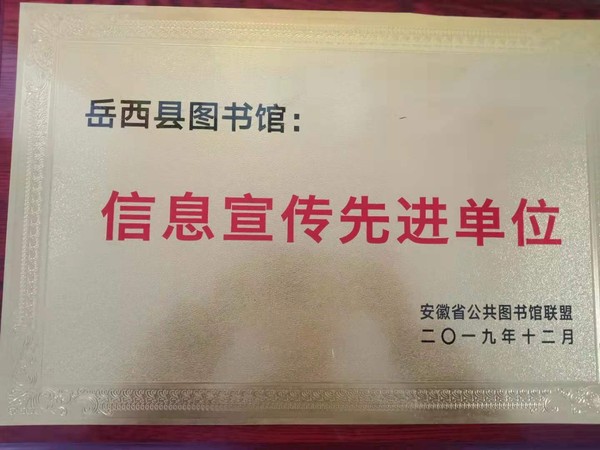 岳西县图书馆：
信息宣传先进单位
安徽省公共图书馆联盟
二〇一九年十二月